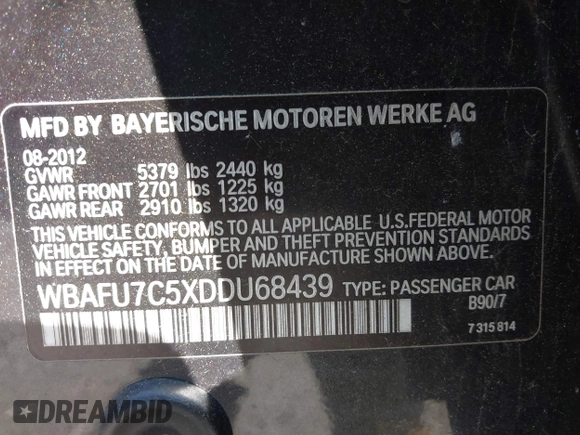 MFD BY BAYERISCHE MOTOREN WERKE AG
08-2012
GVWR 5379 lbs 2440 kg
GAWR FRONT 2701 lbs 1225 kg
GAWR REAR 2910 lbs 1320 kg
THIS VEHICLE CONFORMS TO ALL APPLICABLE U.S.FEDERAL MOTOR
VEHICLE SAFETY, BUMPER AND THEFT PREVENTION STANDARDS
IN EFFECT ON THE DATE OF MANUFACTURE SHOWN ABOVE.
WBAFU7C5XDDU68439 TYPE: PASSENGER CAR
B90/7
7 315 814
DREAMBID